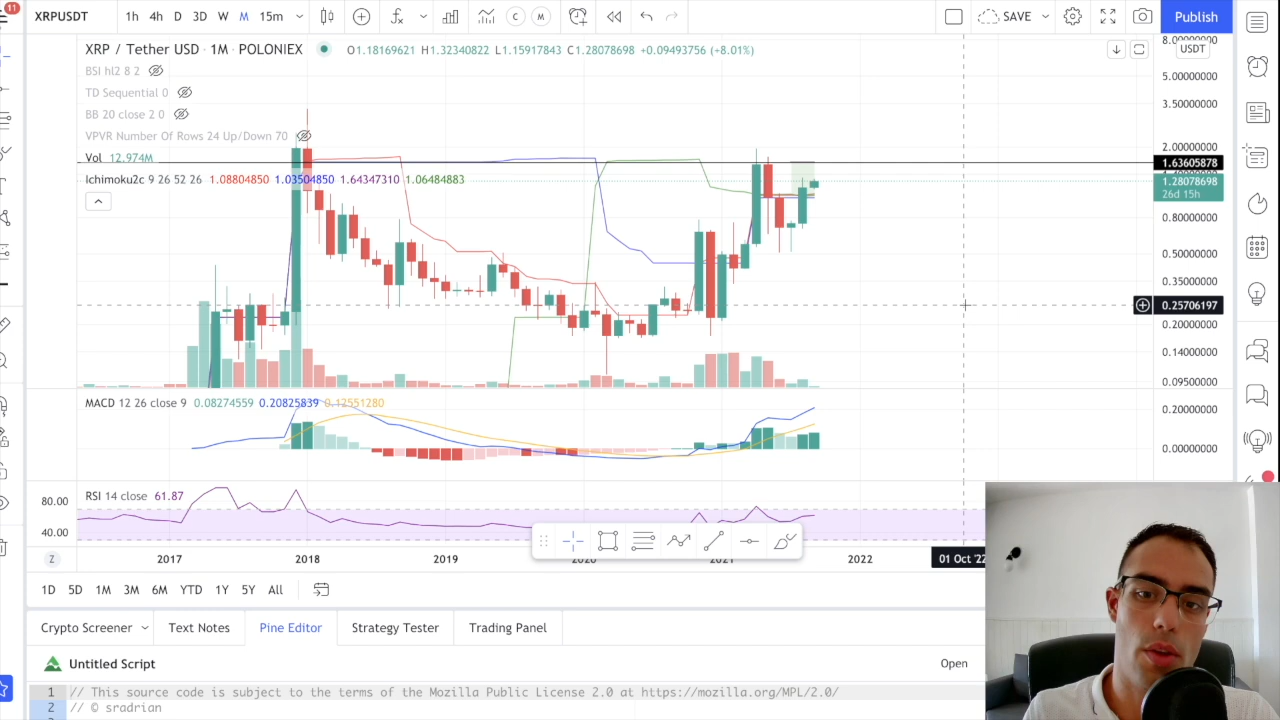 11
XRPUSDT 1h 4h D 3D W M 15m SAVE Publish
XRP / Tether USD · 1M · POLONIEX O1.18169621 H1.32340822 L1.15917843 C1.28078698 +0.09493756 (+8.01%)
BSI hl2 8 2
TD Sequential 0
BB 20 close 2 0
VPVR Number Of Rows 24 Up/Down 70
Vol 12.974M
Ichimoku2c 9 26 52 26 1.08804850 1.03504850 1.64347310 1.06484883
USDT
8.00000000
5.00000000
3.50000000
2.00000000
1.63605878
1.28078698
26d 15h
0.80000000
0.50000000
0.35000000
0.25706197
0.20000000
0.14000000
0.09500000
MACD 12 26 close 9 0.08274559 0.20825839 0.12551280
0.20000000
0.00000000
RSI 14 close 61.87
80.00
40.00
Z 2017 2018 2019 2020 2021 2022 01 Oct '22
1D 5D 1M 3M 6M YTD 1Y 5Y All
Crypto Screener Text Notes Pine Editor Strategy Tester Trading Panel
Untitled Script Open
1 // This source code is subject to the terms of the Mozilla Public License 2.0 at https://mozilla.org/MPL/2.0/
2 // © sradrian